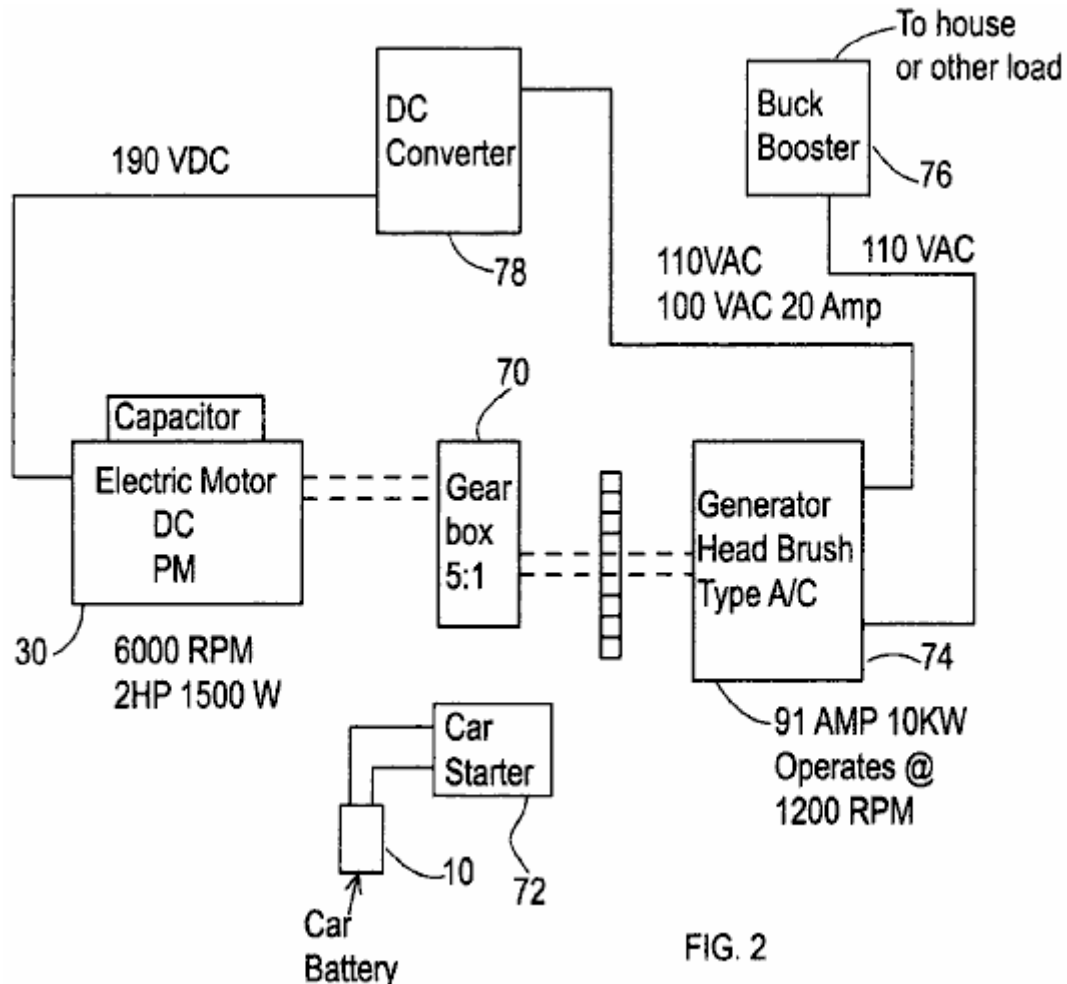 To house
or other load
DC
Converter
Buck
Booster
190 VDC
76
78
110 VAC
110VAC
100 VAC 20 Amp
70
Capacitor
Electric Motor
DC
PM
Gear
box
5:1
Generator
Head Brush
Type A/C
30
6000 RPM
2HP 1500 W
74
Car
Starter
91 AMP 10KW
Operates @
1200 RPM
10
72
Car
Battery
FIG. 2